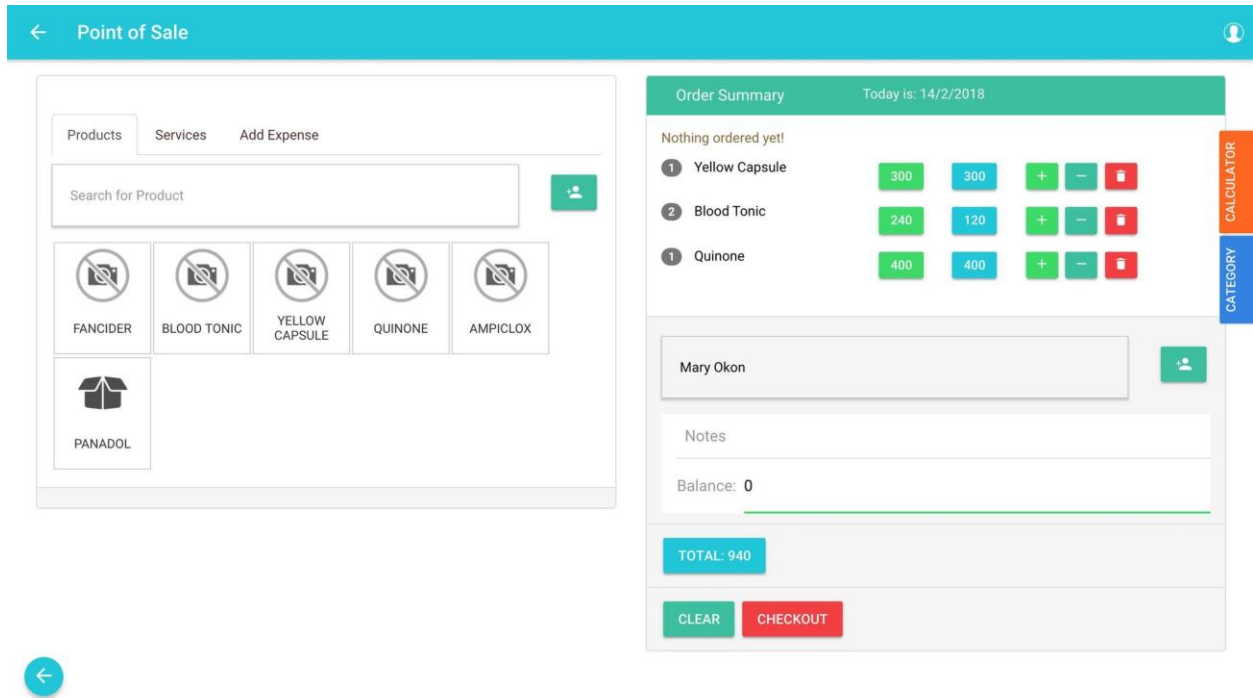 Point of Sale
Products Services Add Expense
Search for Product
FANCIDER BLOOD TONIC YELLOW CAPSULE QUINONE AMPICLOX
PANADOL
Order Summary Today is: 14/2/2018
Nothing ordered yet!
1 Yellow Capsule 300 300 + −
2 Blood Tonic 240 120 + −
1 Quinone 400 400 + −
Mary Okon
Notes
Balance: 0
TOTAL: 940
CLEAR CHECKOUT
CALCULATOR
CATEGORY